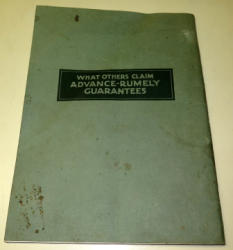 WHAT OTHERS CLAIM
ADVANCE-RUMELY
GUARANTEES